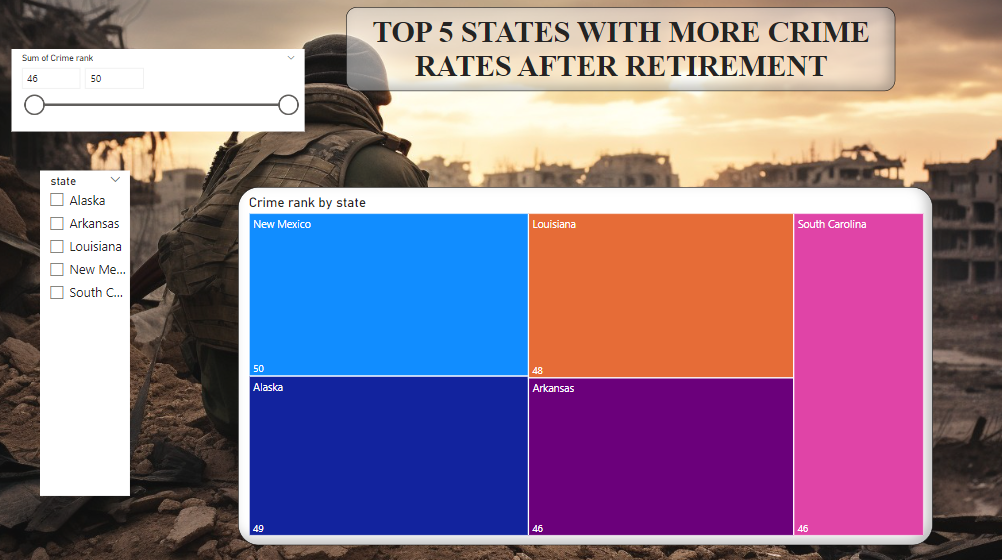 TOP 5 STATES WITH MORE CRIME
RATES AFTER RETIREMENT
Sum of Crime rank
46 50
state
Alaska
Arkansas
Louisiana
New Me...
South C...
Crime rank by state
New Mexico
50
Alaska
49
Louisiana
48
Arkansas
46
South Carolina
46